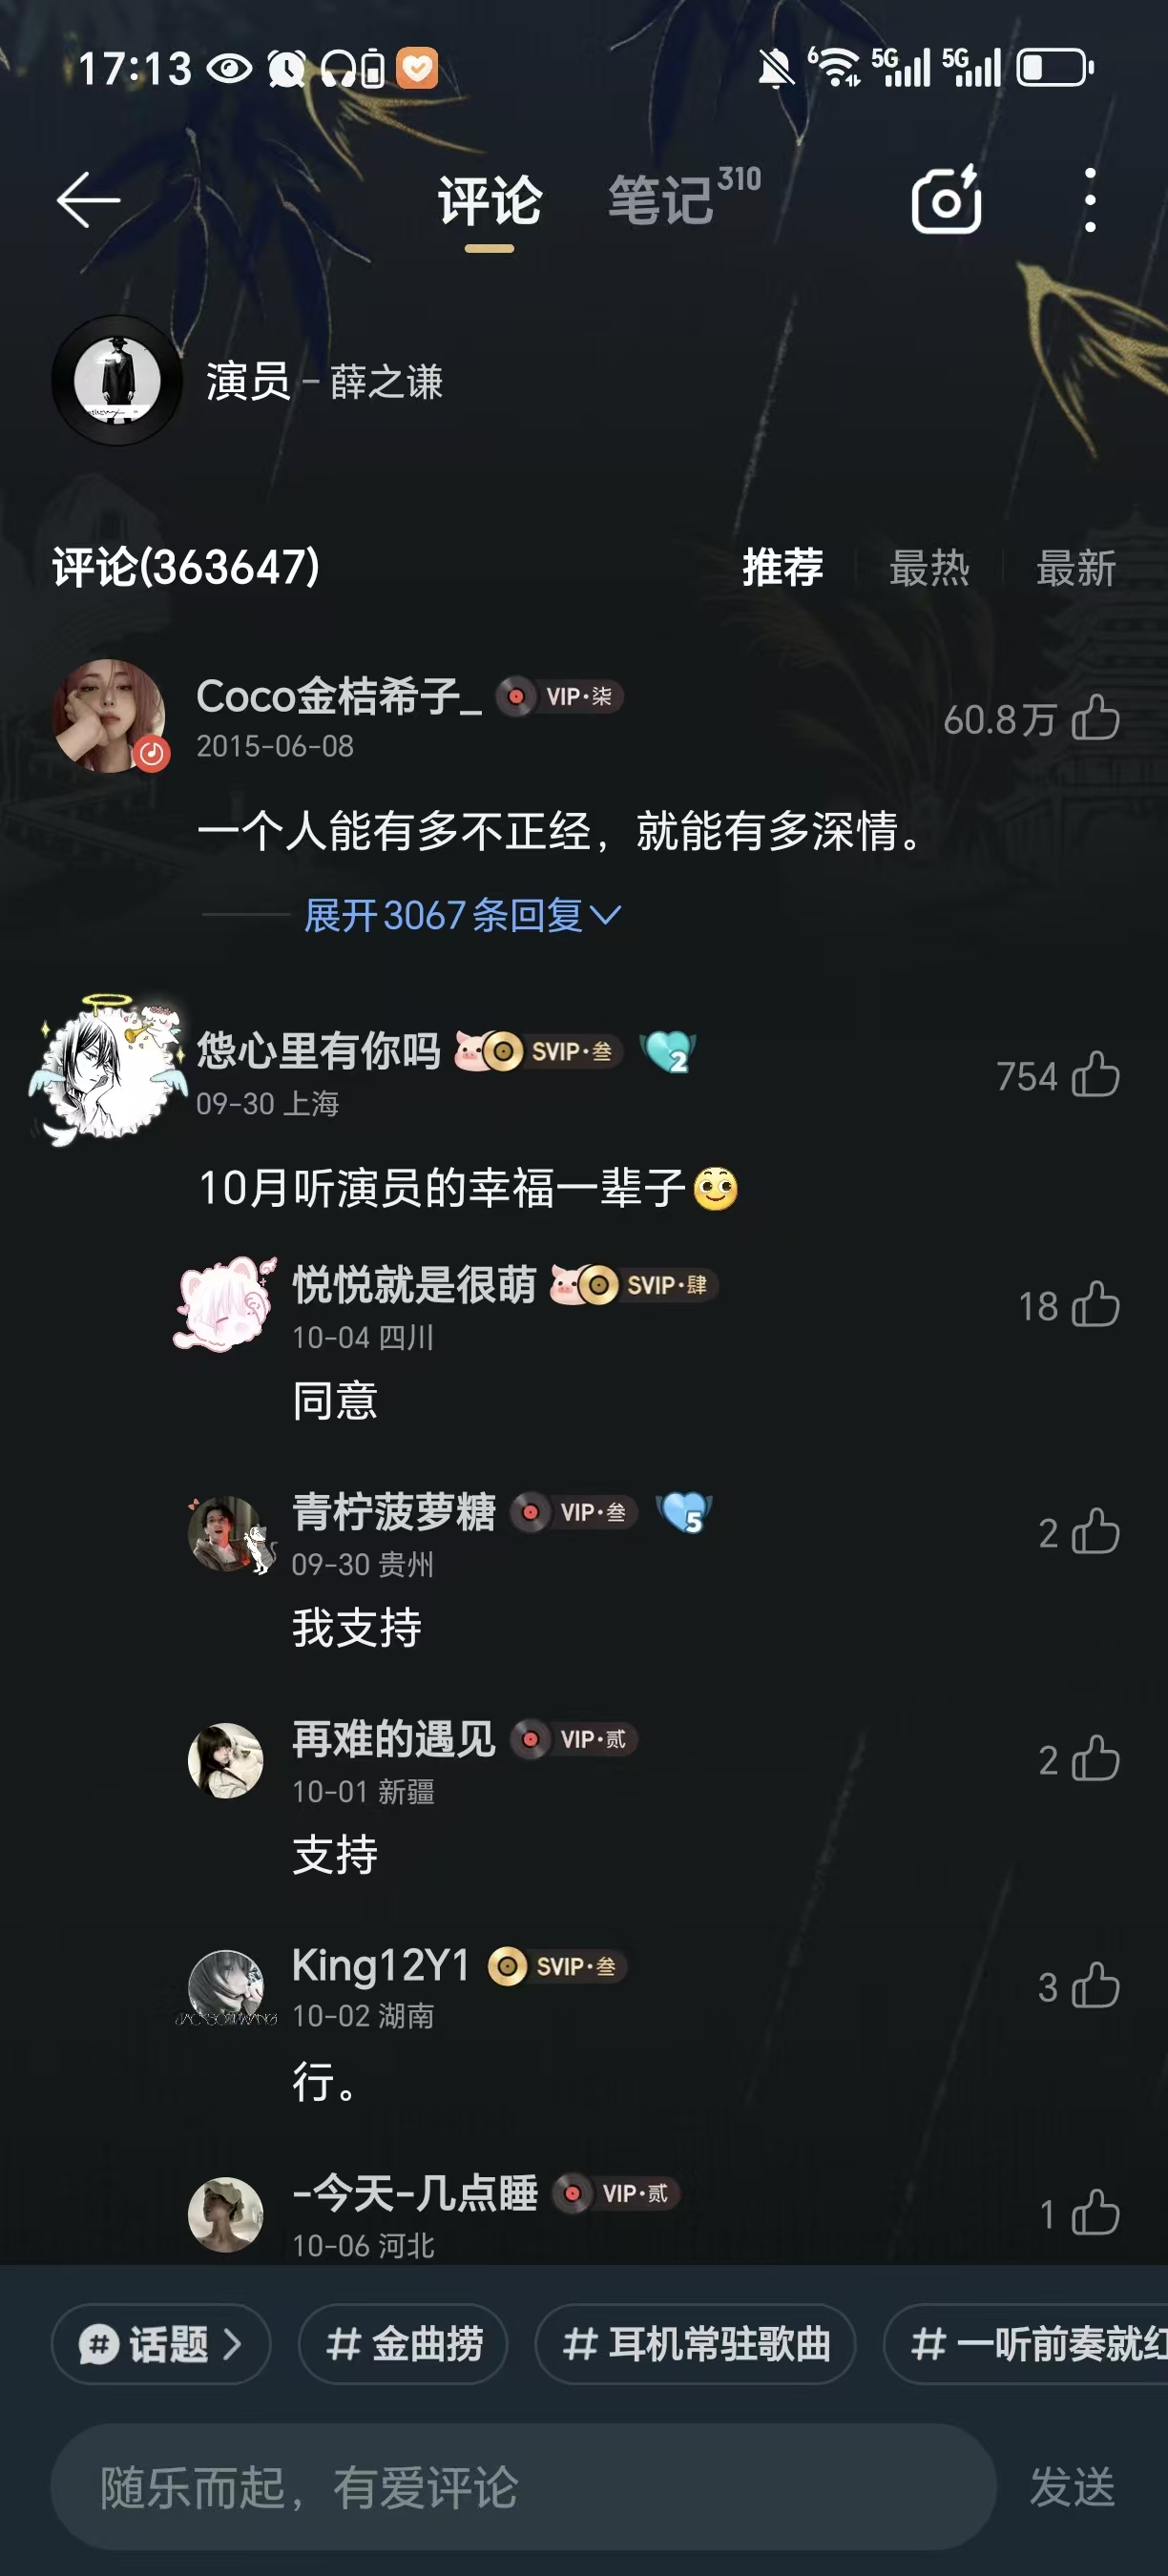 17:13
6 5G 5G
评论 笔记 310
演员 – 薛之谦
评论(363647) 推荐 最热 最新
Coco金桔希子_ VIP·柒
2015-06-08
60.8万
一个人能有多不正经，就能有多深情。
展开3067条回复
怹心里有你吗 SVIP·叁 2
09-30 上海
754
10月听演员的幸福一辈子
悦悦就是很萌 SVIP·肆
10-04 四川
18
同意
青柠菠萝糖 VIP·叁 5
09-30 贵州
2
我支持
再难的遇见 VIP·贰
10-01 新疆
2
支持
King12Y1 SVIP·叁
10-02 湖南
3
行。
-今天-几点睡 VIP·贰
10-06 河北
1
# 话题 # 金曲捞 # 耳机常驻歌曲 # 一听前奏就红
随乐而起，有爱评论 发送